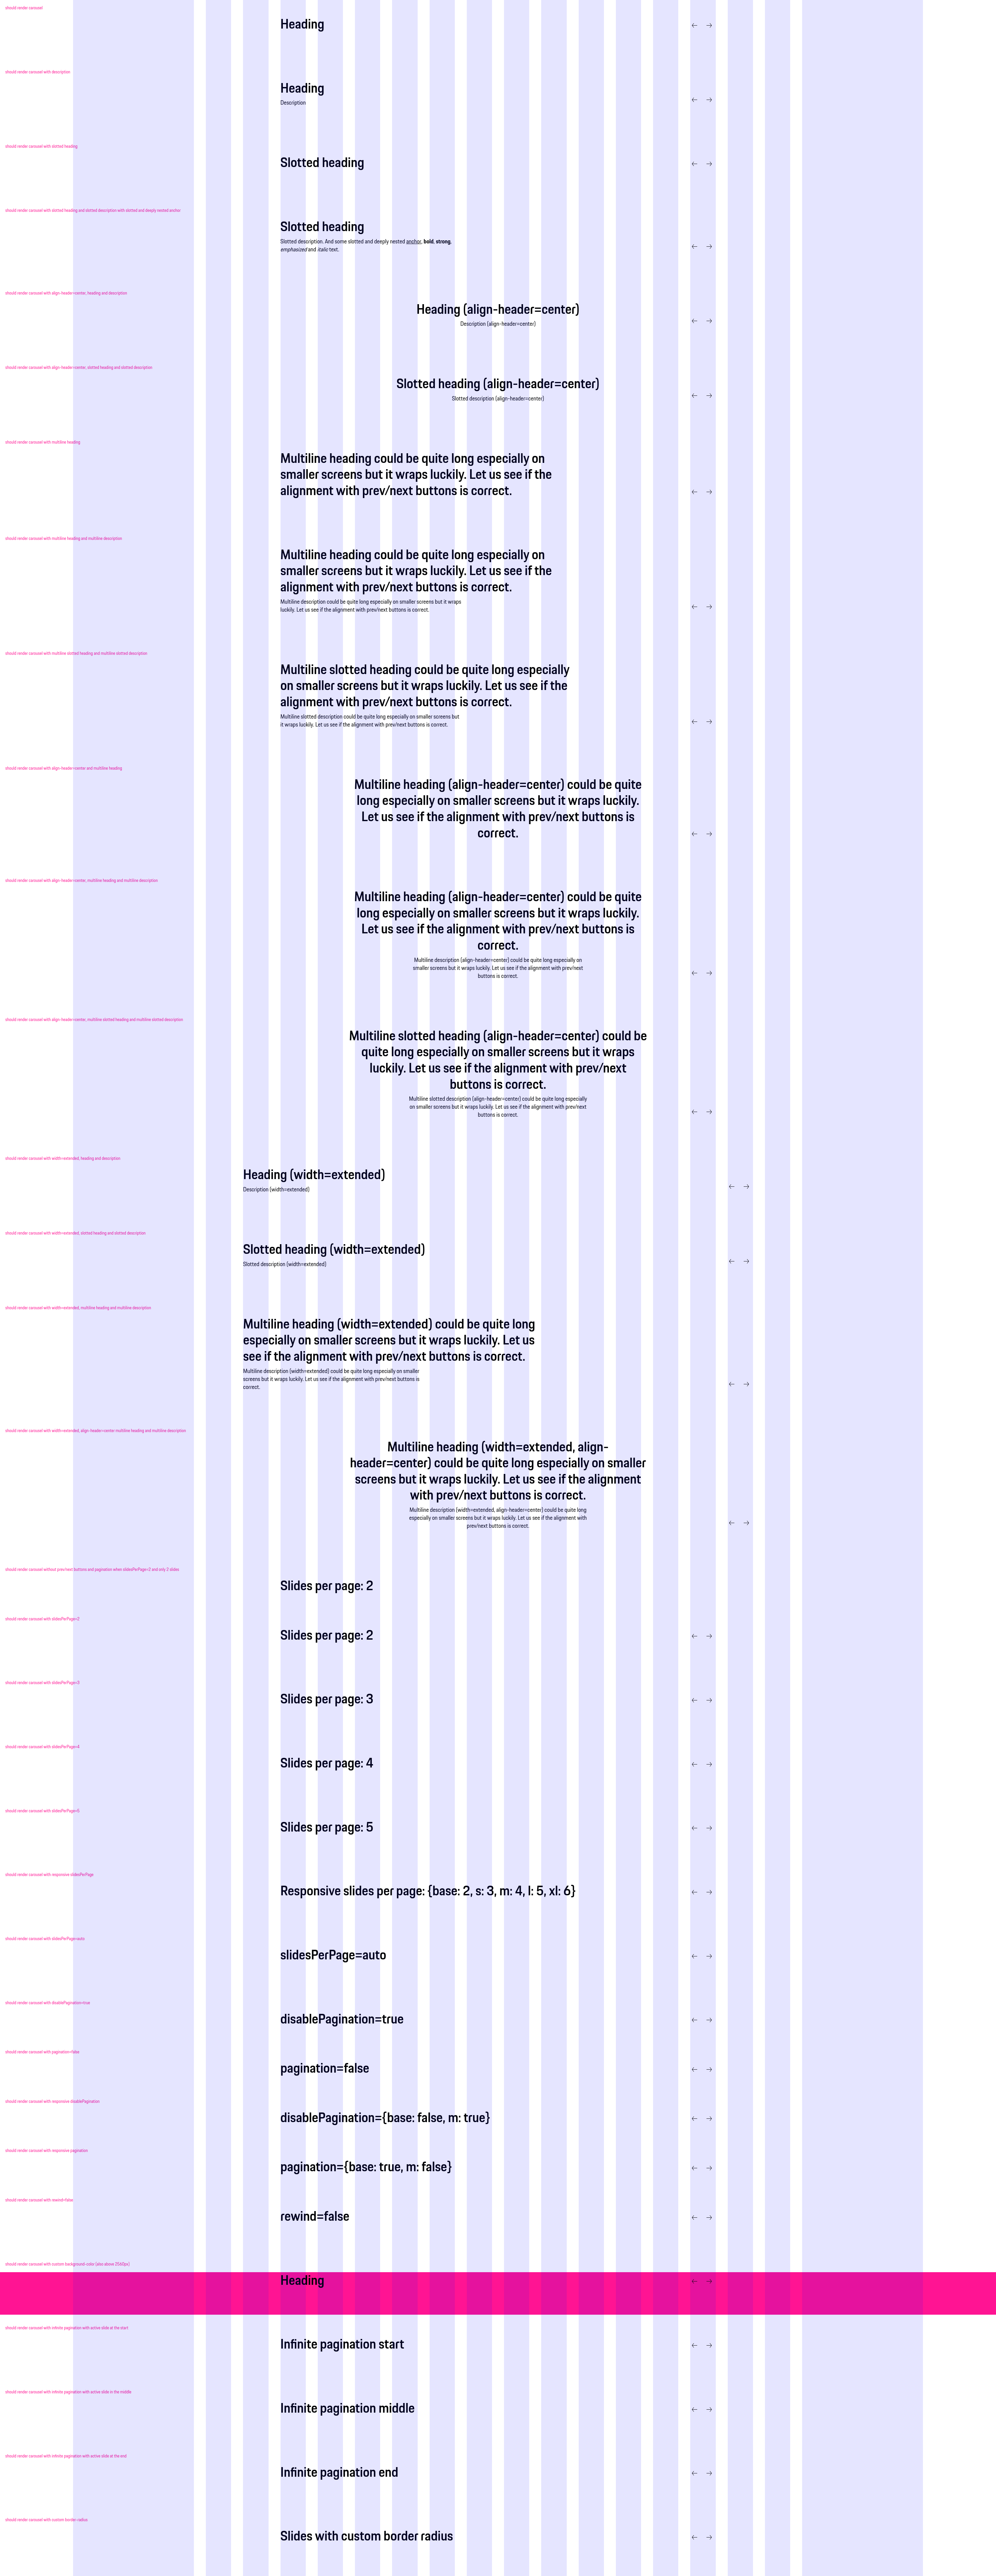 should render carousel
Heading
should render carousel with description
Heading
Description
should render carousel with slotted heading
Slotted heading
should render carousel with slotted heading and slotted description with slotted and deeply nested anchor
Slotted heading
Slotted description. And some slotted and deeply nested anchor, bold, strong,
emphasized and italic text.
should render carousel with align-header=center, heading and description
Heading (align-header=center)
Description (align-header=center)
should render carousel with align-header=center, slotted heading and slotted description
Slotted heading (align-header=center)
Slotted description (align-header=center)
should render carousel with multiline heading
Multiline heading could be quite long especially on
smaller screens but it wraps luckily. Let us see if the
alignment with prev/next buttons is correct.
should render carousel with multiline heading and multiline description
Multiline heading could be quite long especially on
smaller screens but it wraps luckily. Let us see if the
alignment with prev/next buttons is correct.
Multiline description could be quite long especially on smaller screens but it wraps
luckily. Let us see if the alignment with prev/next buttons is correct.
should render carousel with multiline slotted heading and multiline slotted description
Multiline slotted heading could be quite long especially
on smaller screens but it wraps luckily. Let us see if the
alignment with prev/next buttons is correct.
Multiline slotted description could be quite long especially on smaller screens but
it wraps luckily. Let us see if the alignment with prev/next buttons is correct.
should render carousel with align-header=center and multiline heading
Multiline heading (align-header=center) could be quite
long especially on smaller screens but it wraps luckily.
Let us see if the alignment with prev/next buttons is
correct.
should render carousel with align-header=center, multiline heading and multiline description
Multiline heading (align-header=center) could be quite
long especially on smaller screens but it wraps luckily.
Let us see if the alignment with prev/next buttons is
correct.
Multiline description (align-header=center) could be quite long especially on
smaller screens but it wraps luckily. Let us see if the alignment with prev/next
buttons is correct.
should render carousel with align-header=center, multiline slotted heading and multiline slotted description
Multiline slotted heading (align-header=center) could be
quite long especially on smaller screens but it wraps
luckily. Let us see if the alignment with prev/next
buttons is correct.
Multiline slotted description (align-header=center) could be quite long especially
on smaller screens but it wraps luckily. Let us see if the alignment with prev/next
buttons is correct.
should render carousel with width=extended, heading and description
Heading (width=extended)
Description (width=extended)
should render carousel with width=extended, slotted heading and slotted description
Slotted heading (width=extended)
Slotted description (width=extended)
should render carousel with width=extended, multiline heading and multiline description
Multiline heading (width=extended) could be quite long
especially on smaller screens but it wraps luckily. Let us
see if the alignment with prev/next buttons is correct.
Multiline description (width=extended) could be quite long especially on smaller
screens but it wraps luckily. Let us see if the alignment with prev/next buttons is
correct.
should render carousel with width=extended, align-header=center multiline heading and multiline description
Multiline heading (width=extended, align-
header=center) could be quite long especially on smaller
screens but it wraps luckily. Let us see if the alignment
with prev/next buttons is correct.
Multiline description (width=extended, align-header=center) could be quite long
especially on smaller screens but it wraps luckily. Let us see if the alignment with
prev/next buttons is correct.
should render carousel without prev/next buttons and pagination when slidesPerPage=2 and only 2 slides
Slides per page: 2
should render carousel with slidesPerPage=2
Slides per page: 2
should render carousel with slidesPerPage=3
Slides per page: 3
should render carousel with slidesPerPage=4
Slides per page: 4
should render carousel with slidesPerPage=5
Slides per page: 5
should render carousel with responsive slidesPerPage
Responsive slides per page: {base: 2, s: 3, m: 4, l: 5, xl: 6}
should render carousel with slidesPerPage=auto
slidesPerPage=auto
should render carousel with disablePagination=true
disablePagination=true
should render carousel with pagination=false
pagination=false
should render carousel with responsive disablePagination
disablePagination={base: false, m: true}
should render carousel with responsive pagination
pagination={base: true, m: false}
should render carousel with rewind=false
rewind=false
should render carousel with custom background-color (also above 2560px)
Heading
should render carousel with infinite pagination with active slide at the start
Infinite pagination start
should render carousel with infinite pagination with active slide in the middle
Infinite pagination middle
should render carousel with infinite pagination with active slide at the end
Infinite pagination end
should render carousel with custom border radius
Slides with custom border radius